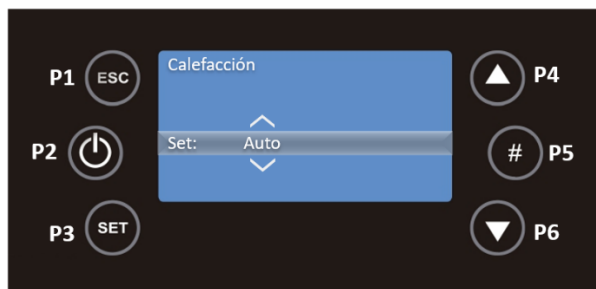 Calefacción
P1 ESC
P4
P2
Set: Auto
# P5
P3 SET
P6